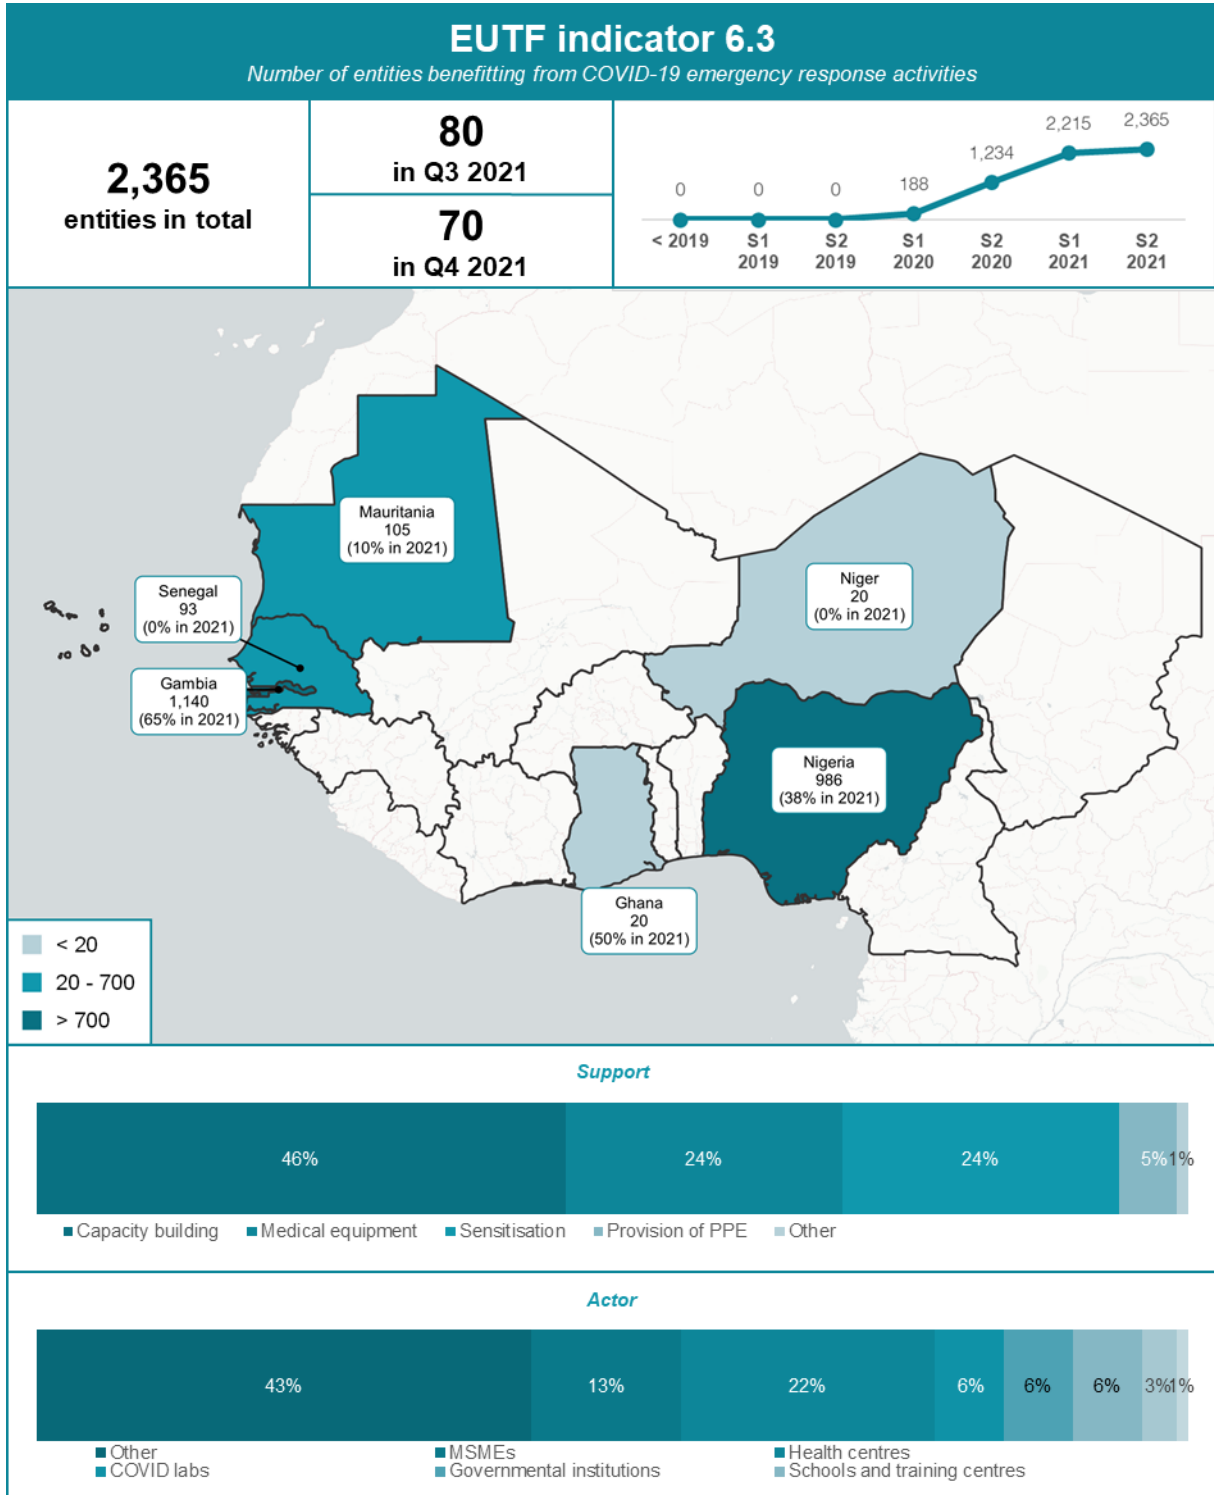 EUTF indicator 6.3
Number of entities benefitting from COVID-19 emergency response activities
2,365
entities in total
80
in Q3 2021
70
in Q4 2021
0
0
0
188
1,234
2,215
2,365
< 2019
S1
2019
S2
2019
S1
2020
S2
2020
S1
2021
S2
2021
Mauritania
105
(10% in 2021)
Senegal
93
(0% in 2021)
Gambia
1,140
(65% in 2021)
Niger
20
(0% in 2021)
Nigeria
986
(38% in 2021)
Ghana
20
(50% in 2021)
< 20
20 - 700
> 700
Support
46%
24%
24%
5%
1%
Capacity building
Medical equipment
Sensitisation
Provision of PPE
Other
Actor
43%
13%
22%
6%
6%
6%
3%
1%
Other
MSMEs
Health centres
COVID labs
Governmental institutions
Schools and training centres